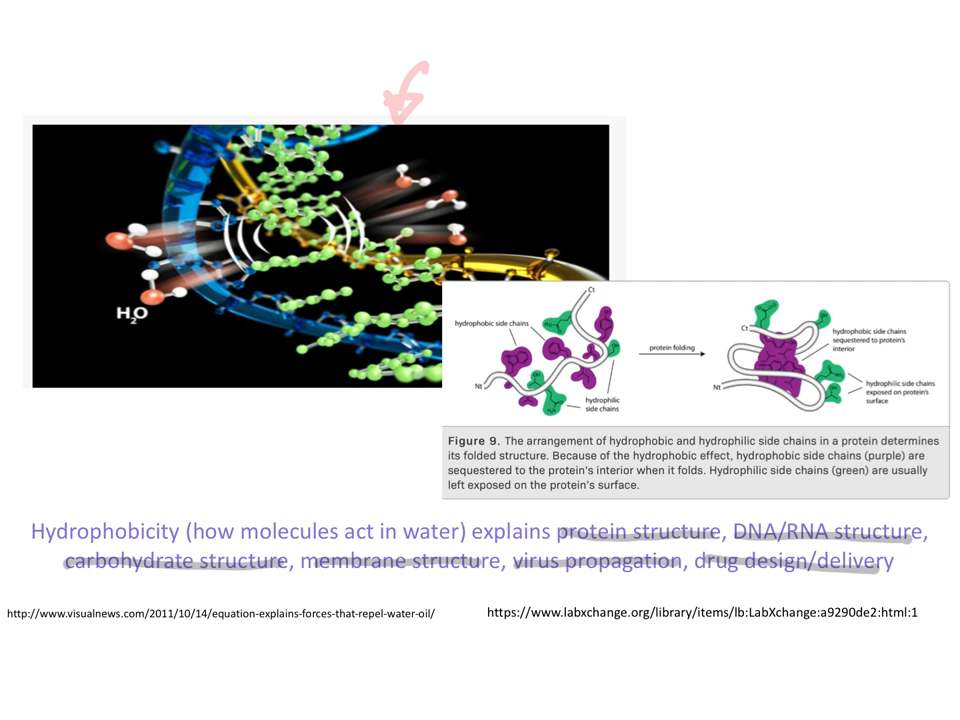 H2O
Ct
hydrophobic side chains
protein folding
Nt
hydrophilic
side chains
Ct
hydrophobic side chains
sequestered to protein's
interior
Nt
hydrophilic side chains
exposed on protein's
surface
Figure 9. The arrangement of hydrophobic and hydrophilic side chains in a protein determines
its folded structure. Because of the hydrophobic effect, hydrophobic side chains (purple) are
sequestered to the protein's interior when it folds. Hydrophilic side chains (green) are usually
left exposed on the protein's surface.
Hydrophobicity (how molecules act in water) explains protein structure, DNA/RNA structure,
carbohydrate structure, membrane structure, virus propagation, drug design/delivery
http://www.visualnews.com/2011/10/14/equation-explains-forces-that-repel-water-oil/
https://www.labxchange.org/library/items/lb:LabXchange:a9290de2:html:1